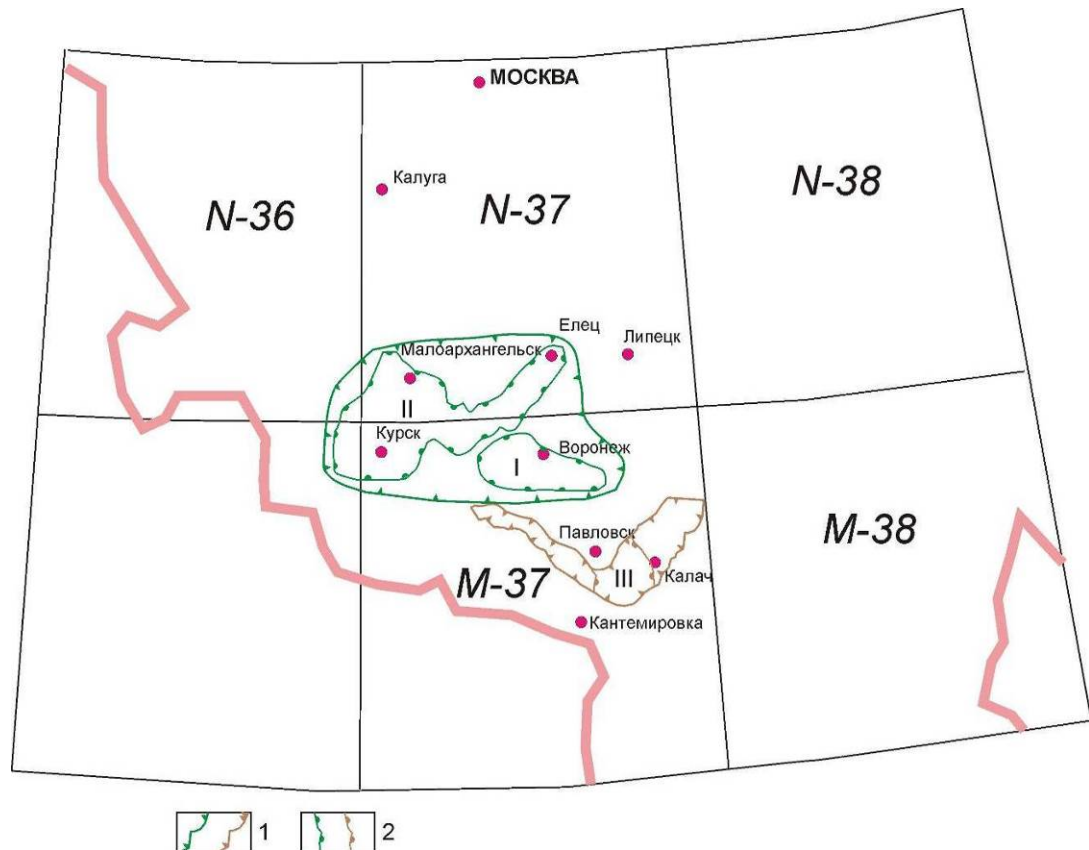 МОСКВА
Калуга
N-36
N-37
N-38
Елец
Малоархангельск
Липецк
II
Курск
Воронеж
I
Павловск
M-38
M-37
III
Калач
Кантемировка
1
2